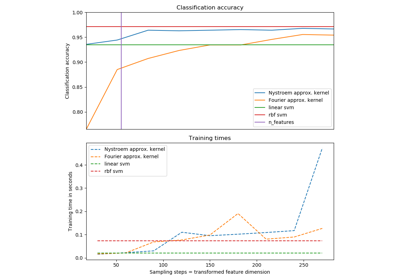 Classification accuracy
1.00
0.95
0.90
0.85
0.80
Classification accuracy
Nystroem approx. kernel
Fourier approx. kernel
linear svm
rbf svm
n_features
Training times
0.4
0.3
0.2
0.1
0.0
Training time in seconds
Nystroem approx. kernel
Fourier approx. kernel
linear svm
rbf svm
50
100
150
200
250
Sampling steps = transformed feature dimension